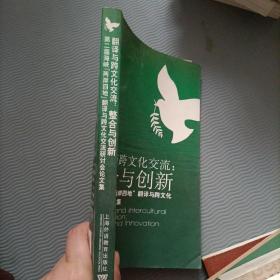 翻译与跨文化交流：整合与创新
第二届海峡“两岸四地”翻译与跨文化交流研讨会论文集
上海外语教育出版社
跨文化交流：
与创新
岸四地”翻译与跨文化
集
and Intercultural
and Innovation